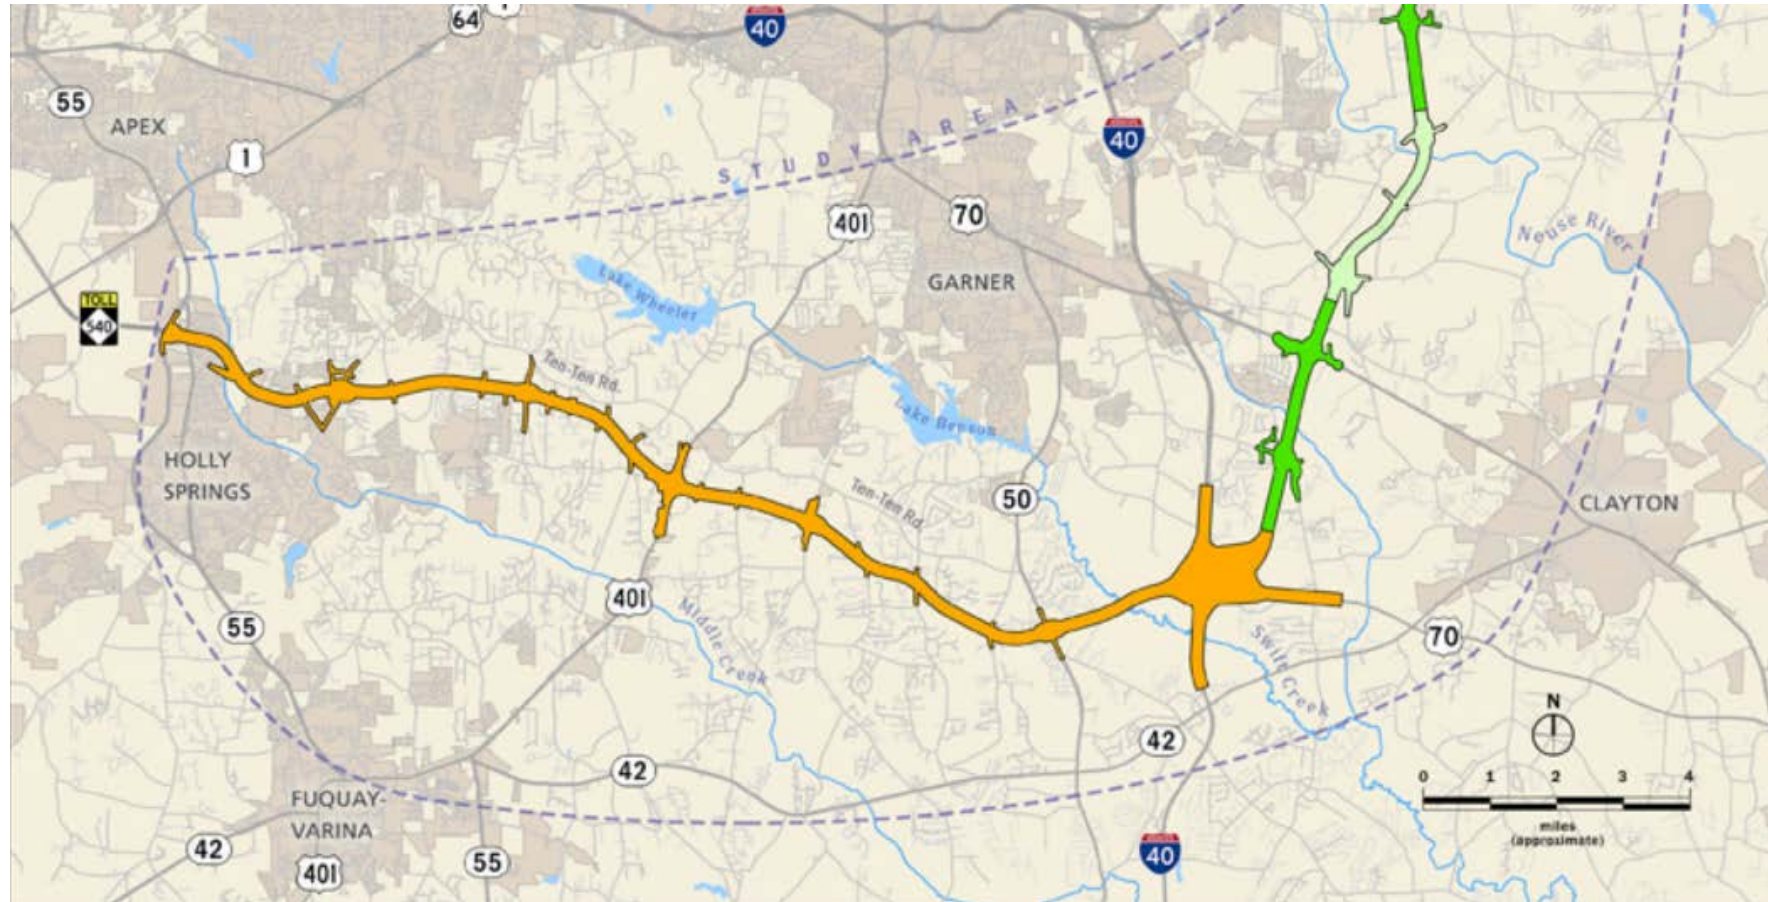 64
1
40
55
APEX
1
STUDY AREA
40
401
70
Neuse River
GARNER
Lake Wheeler
TOLL
540
Ten-Ten Rd.
Lake Benson
HOLLY
SPRINGS
Ten-Ten Rd.
50
CLAYTON
401
55
Middle Creek
70
Swift Creek
N
42
42
0 1 2 3 4
miles
(approximate)
FUQUAY-
VARINA
42
401
55
40